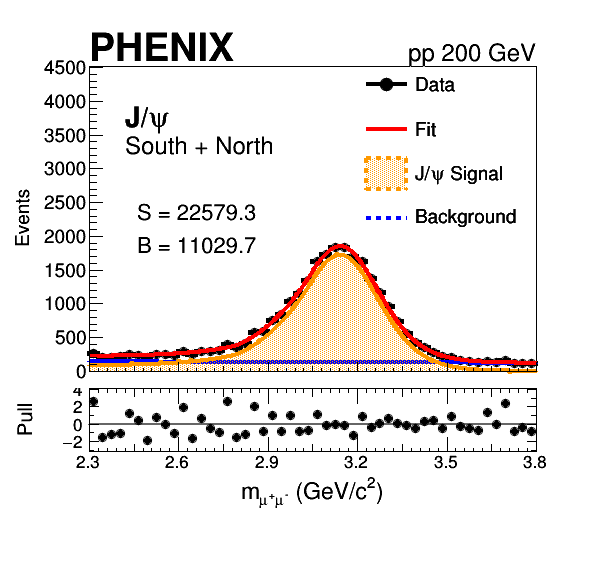 PHENIX
pp 200 GeV
4500
4000
3500
3000
2500
2000
1500
1000
500
0
Events
J/ψ
South + North
S = 22579.3
B = 11029.7
Data
Fit
J/ψ Signal
Background
4
2
0
−2
Pull
2.3 2.6 2.9 3.2 3.5 3.8
m_{μ⁺μ⁻} (GeV/c²)